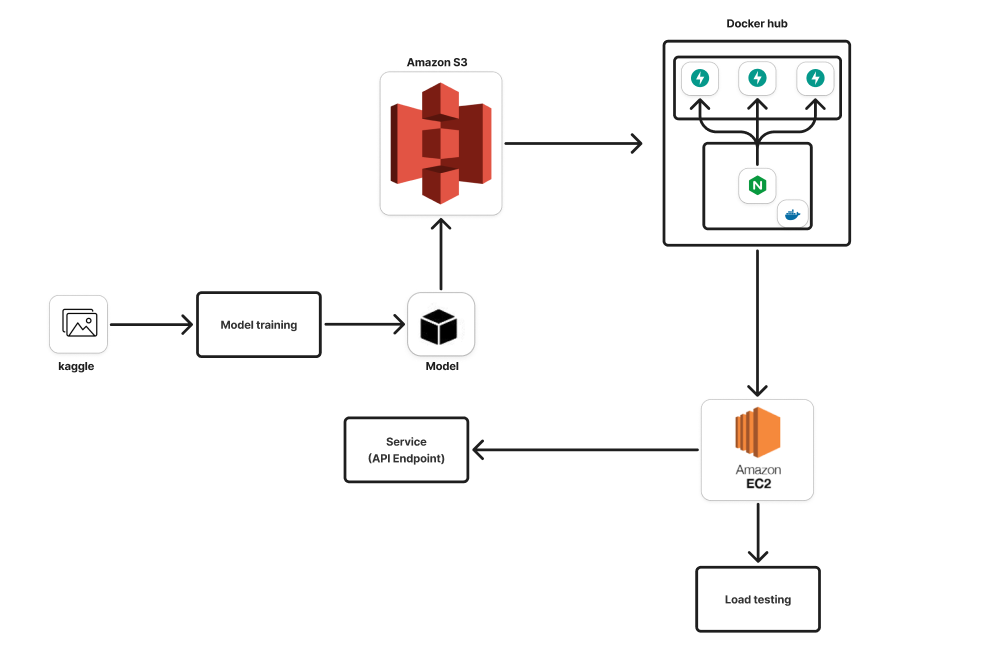 Docker hub
Amazon S3
N
Model training
kaggle
Model
Service
(API Endpoint)
Amazon
EC2
Load testing